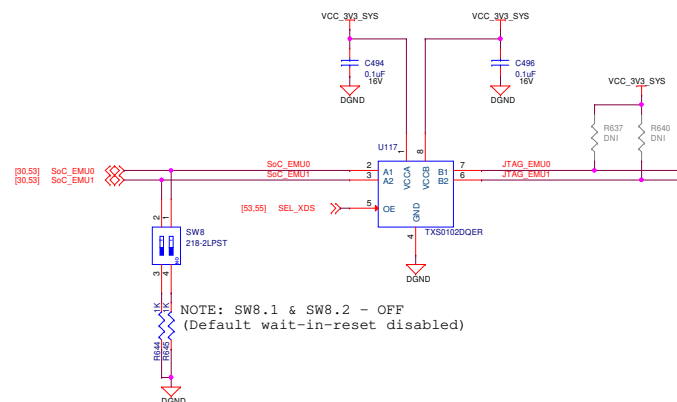 VCC_3V3_SYS
VCC_3V3_SYS
C494
0.1uF
16V
DGND
C496
0.1uF
16V
DGND
VCC_3V3_SYS
R637
DNI
R640
DNI
U117
1
8
VCCA
VCCB
[30,53] SoC_EMU0
SoC_EMU0
2
A1
B1
7
JTAG_EMU0
[30,53] SoC_EMU1
SoC_EMU1
3
A2
B2
6
JTAG_EMU1
[53,55] SEL_XDS
5
OE
GND
4
TXS0102DQER
DGND
2
1
SW8
218-2LPST
3
4
1K
1K
R644
R645
NOTE: SW8.1 & SW8.2 - OFF
(Default wait-in-reset disabled)
DGND